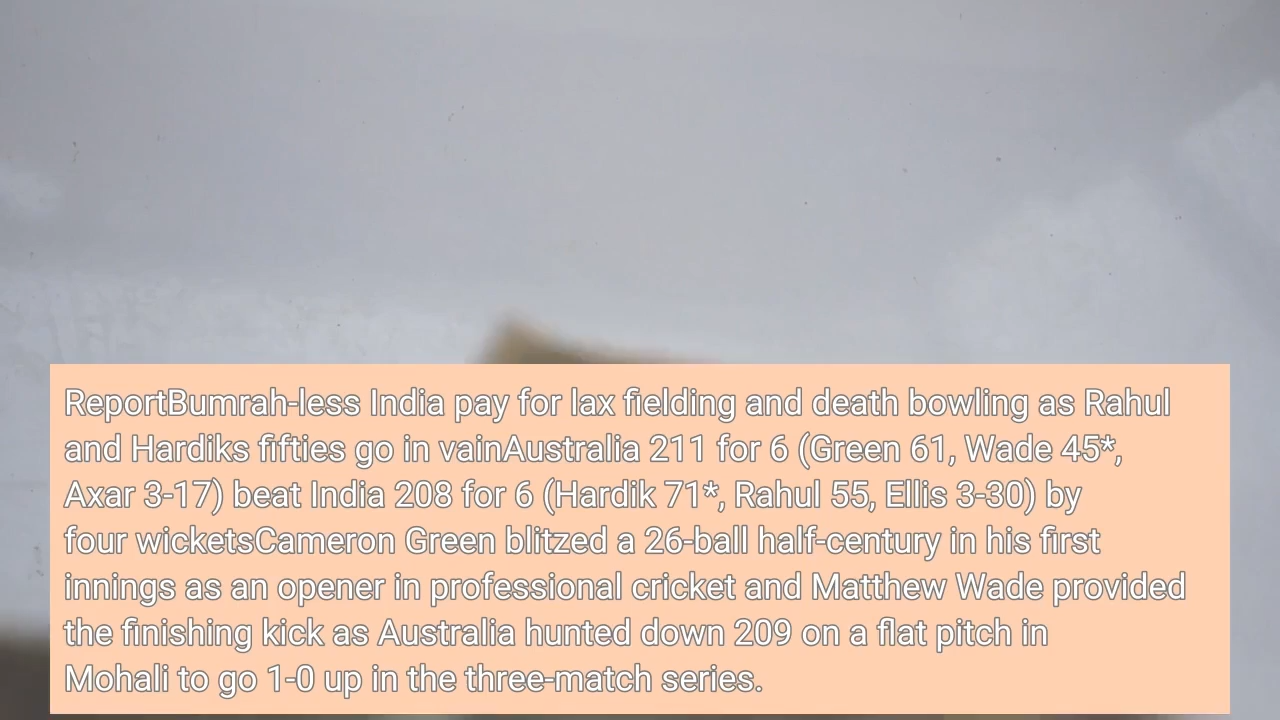 ReportBumrah-less India pay for lax fielding and death bowling as Rahul
and Hardiks fifties go in vainAustralia 211 for 6 (Green 61, Wade 45*,
Axar 3-17) beat India 208 for 6 (Hardik 71*, Rahul 55, Ellis 3-30) by
four wicketsCameron Green blitzed a 26-ball half-century in his first
innings as an opener in professional cricket and Matthew Wade provided
the finishing kick as Australia hunted down 209 on a flat pitch in
Mohali to go 1-0 up in the three-match series.